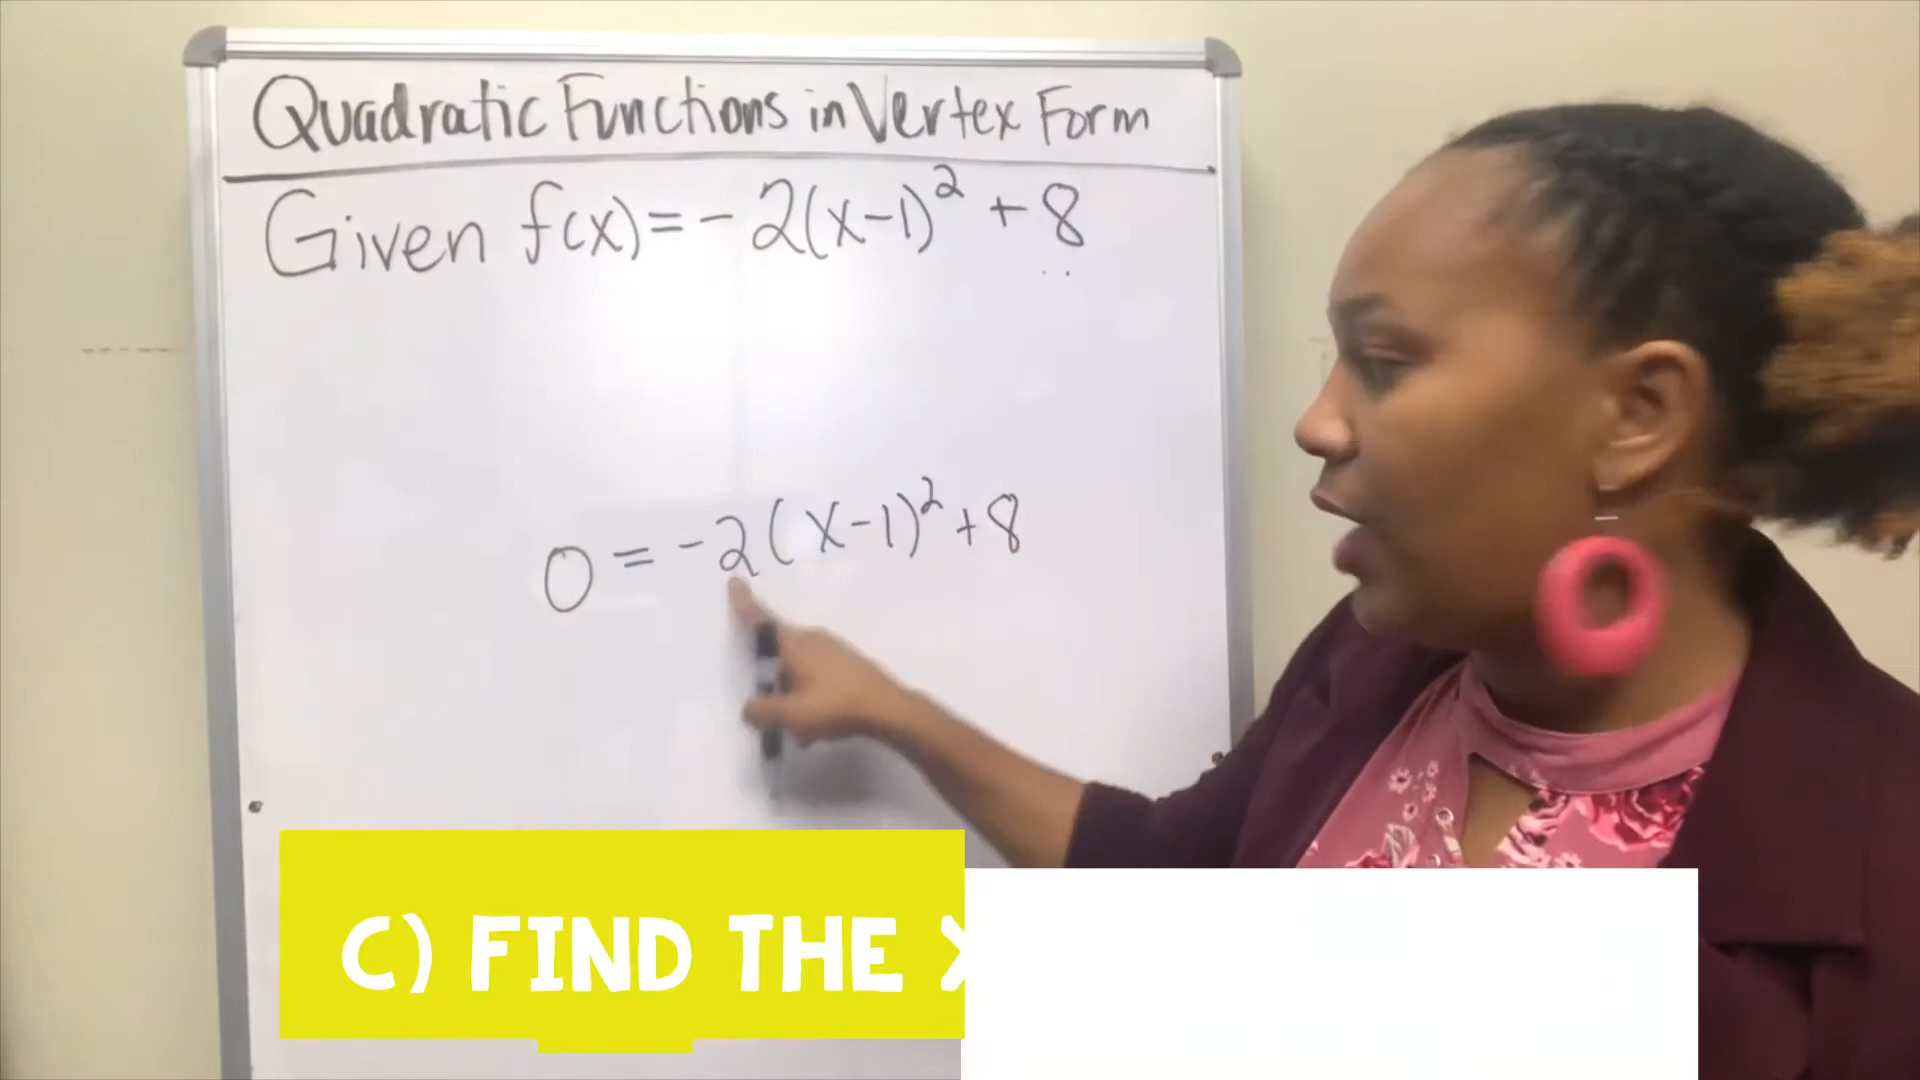 Quadratic Functions in Vertex Form
Given f(x) = -2(x-1)² + 8
0 = -2(x-1)² + 8
C) FIND THE